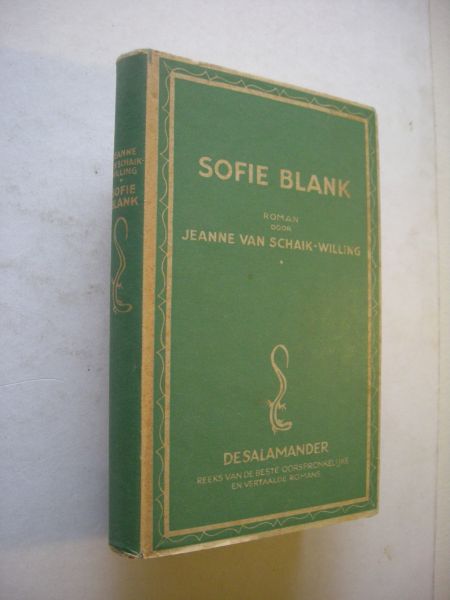 JEANNE
VAN SCHAIK-
WILLING
SOFIE
BLANK
SOFIE BLANK
ROMAN
DOOR
JEANNE VAN SCHAIK-WILLING
DE SALAMANDER
REEKS VAN DE BESTE OORSPRONKELIJKE
EN VERTAALDE ROMANS